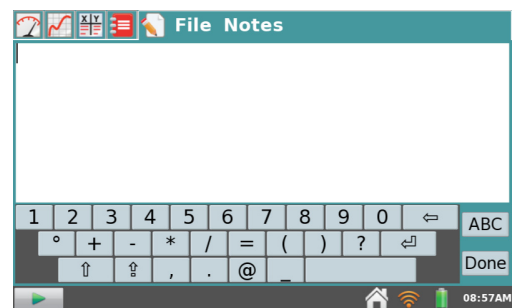 X Y
File Notes
1 2 3 4 5 6 7 8 9 0 ⇦
° + - * / = ( ) ? ⏎
ABC
⇧ ⇪ , . @ _
Done
08:57AM